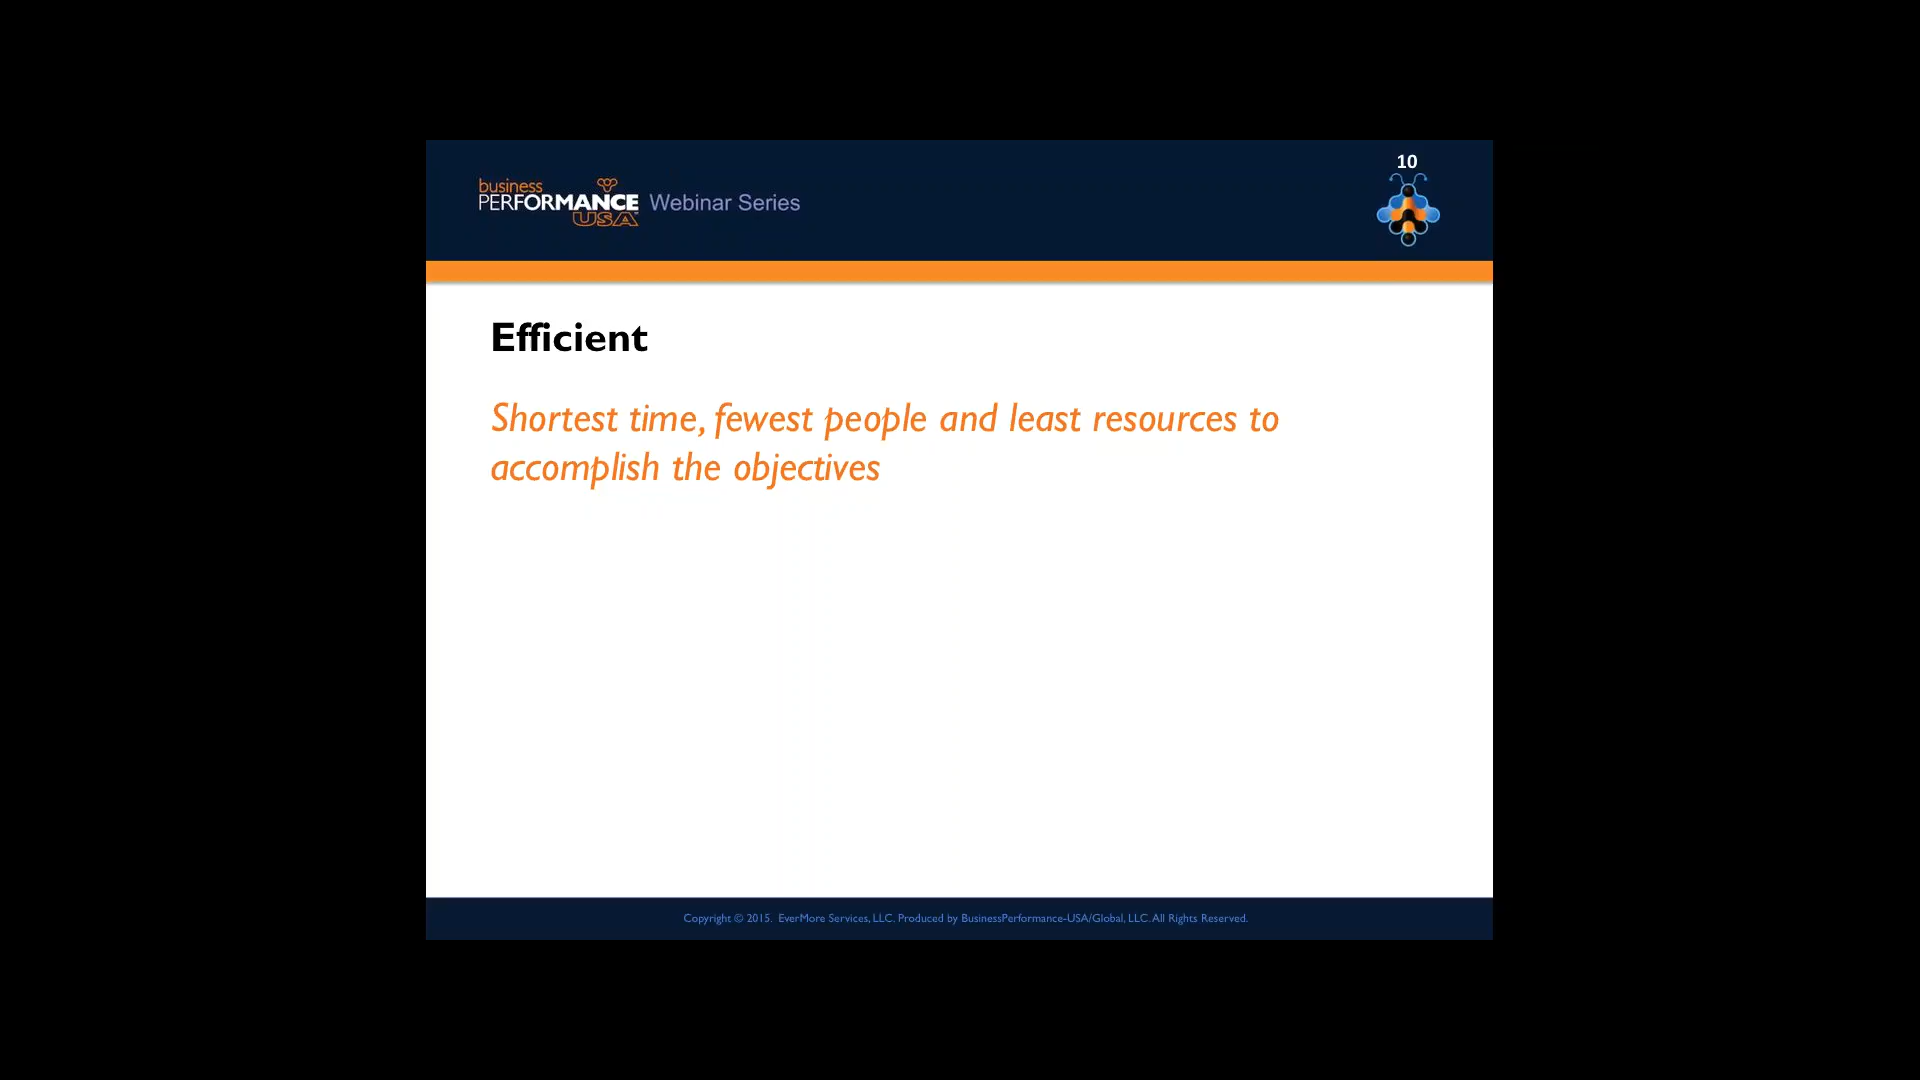 10
business
PERFORMANCE Webinar Series
USA
Efficient
Shortest time, fewest people and least resources to
accomplish the objectives
Copyright © 2015. EverMore Services, LLC. Produced by BusinessPerformance-USA/Global, LLC. All Rights Reserved.